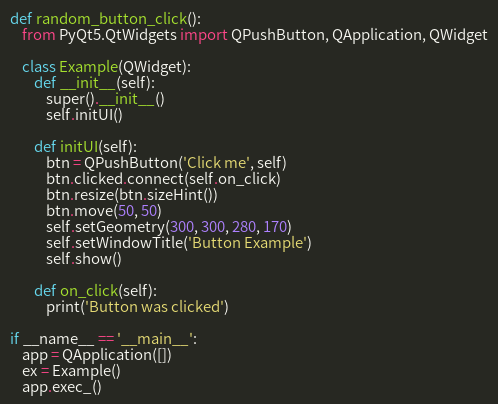 def random_button_click():
    from PyQt5.QtWidgets import QPushButton, QApplication, QWidget

    class Example(QWidget):
        def __init__(self):
            super().__init__()
            self.initUI()

        def initUI(self):
            btn = QPushButton('Click me', self)
            btn.clicked.connect(self.on_click)
            btn.resize(btn.sizeHint())
            btn.move(50, 50)
            self.setGeometry(300, 300, 280, 170)
            self.setWindowTitle('Button Example')
            self.show()

        def on_click(self):
            print('Button was clicked')

if __name__ == '__main__':
    app = QApplication([])
    ex = Example()
    app.exec_()